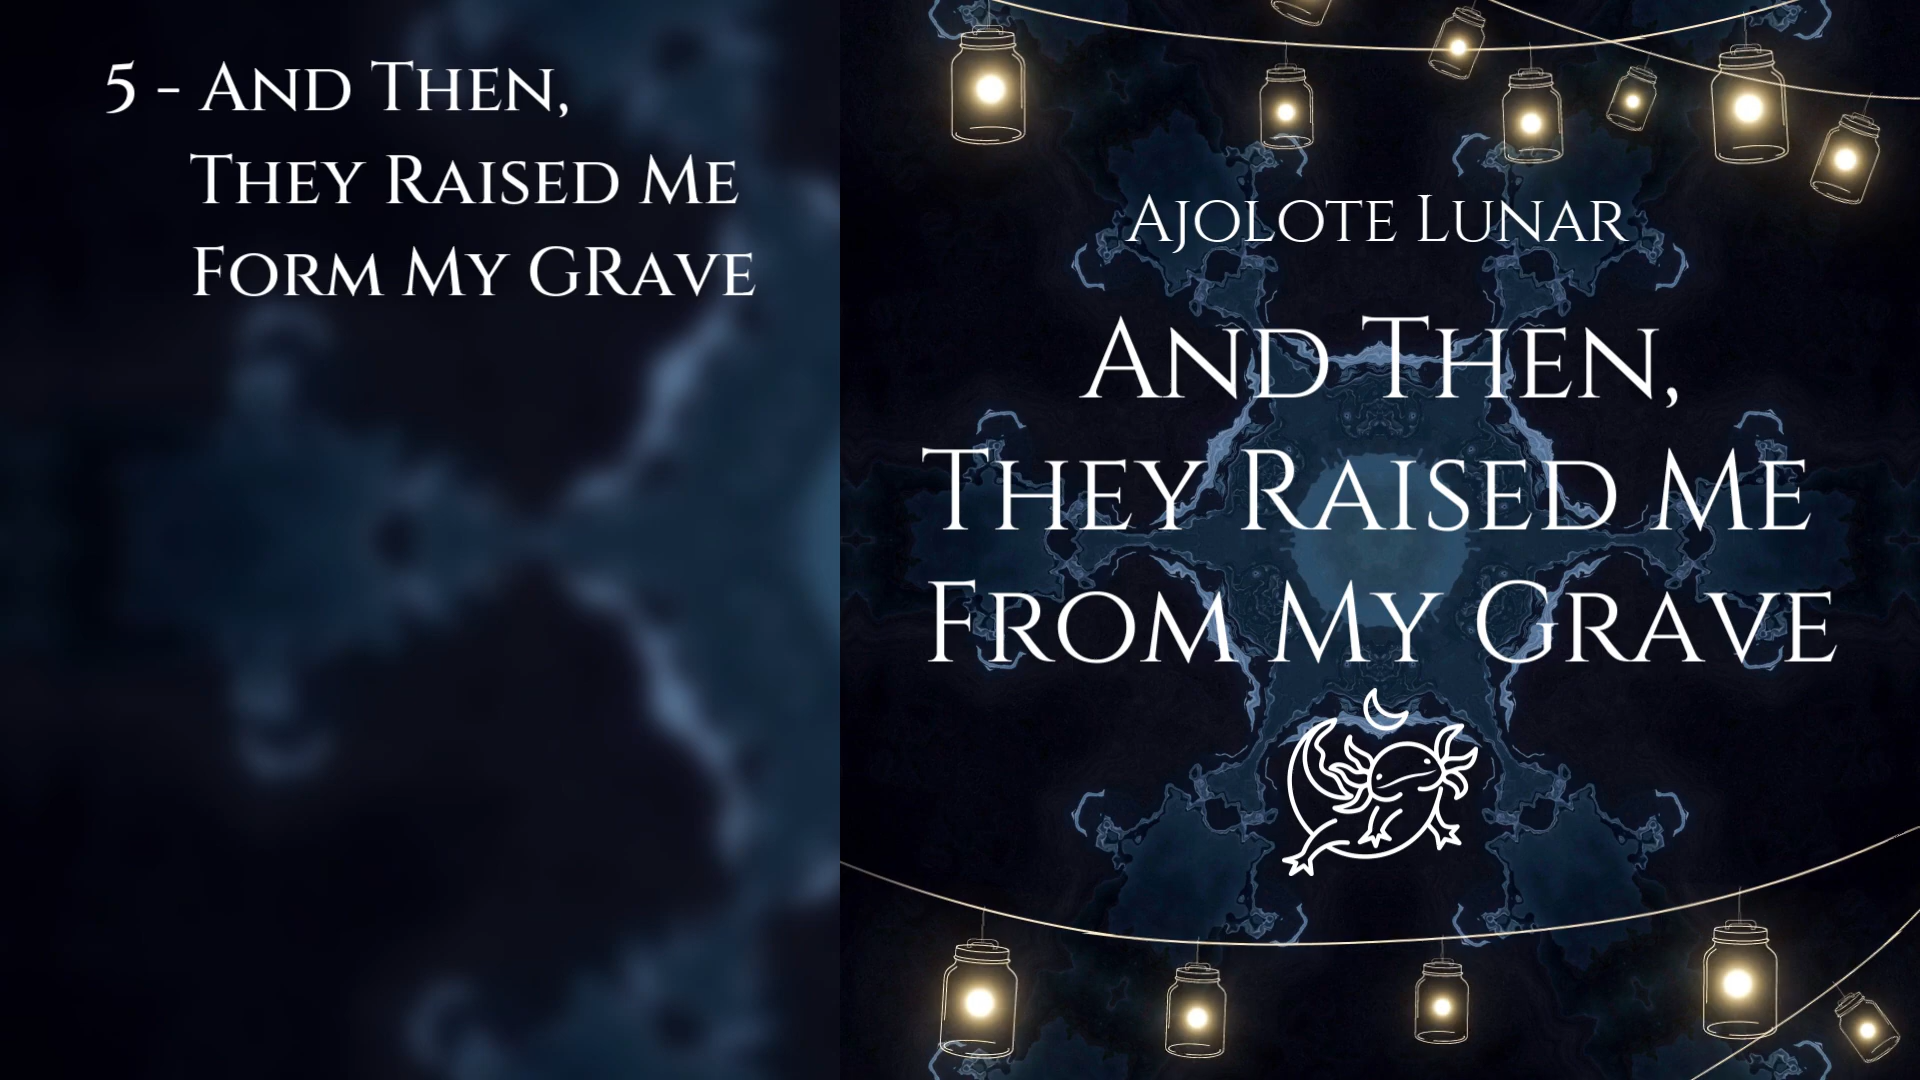 5 - And Then,
They Raised Me
Form My GRave
Ajolote Lunar
And Then,
They Raised Me
From My Grave